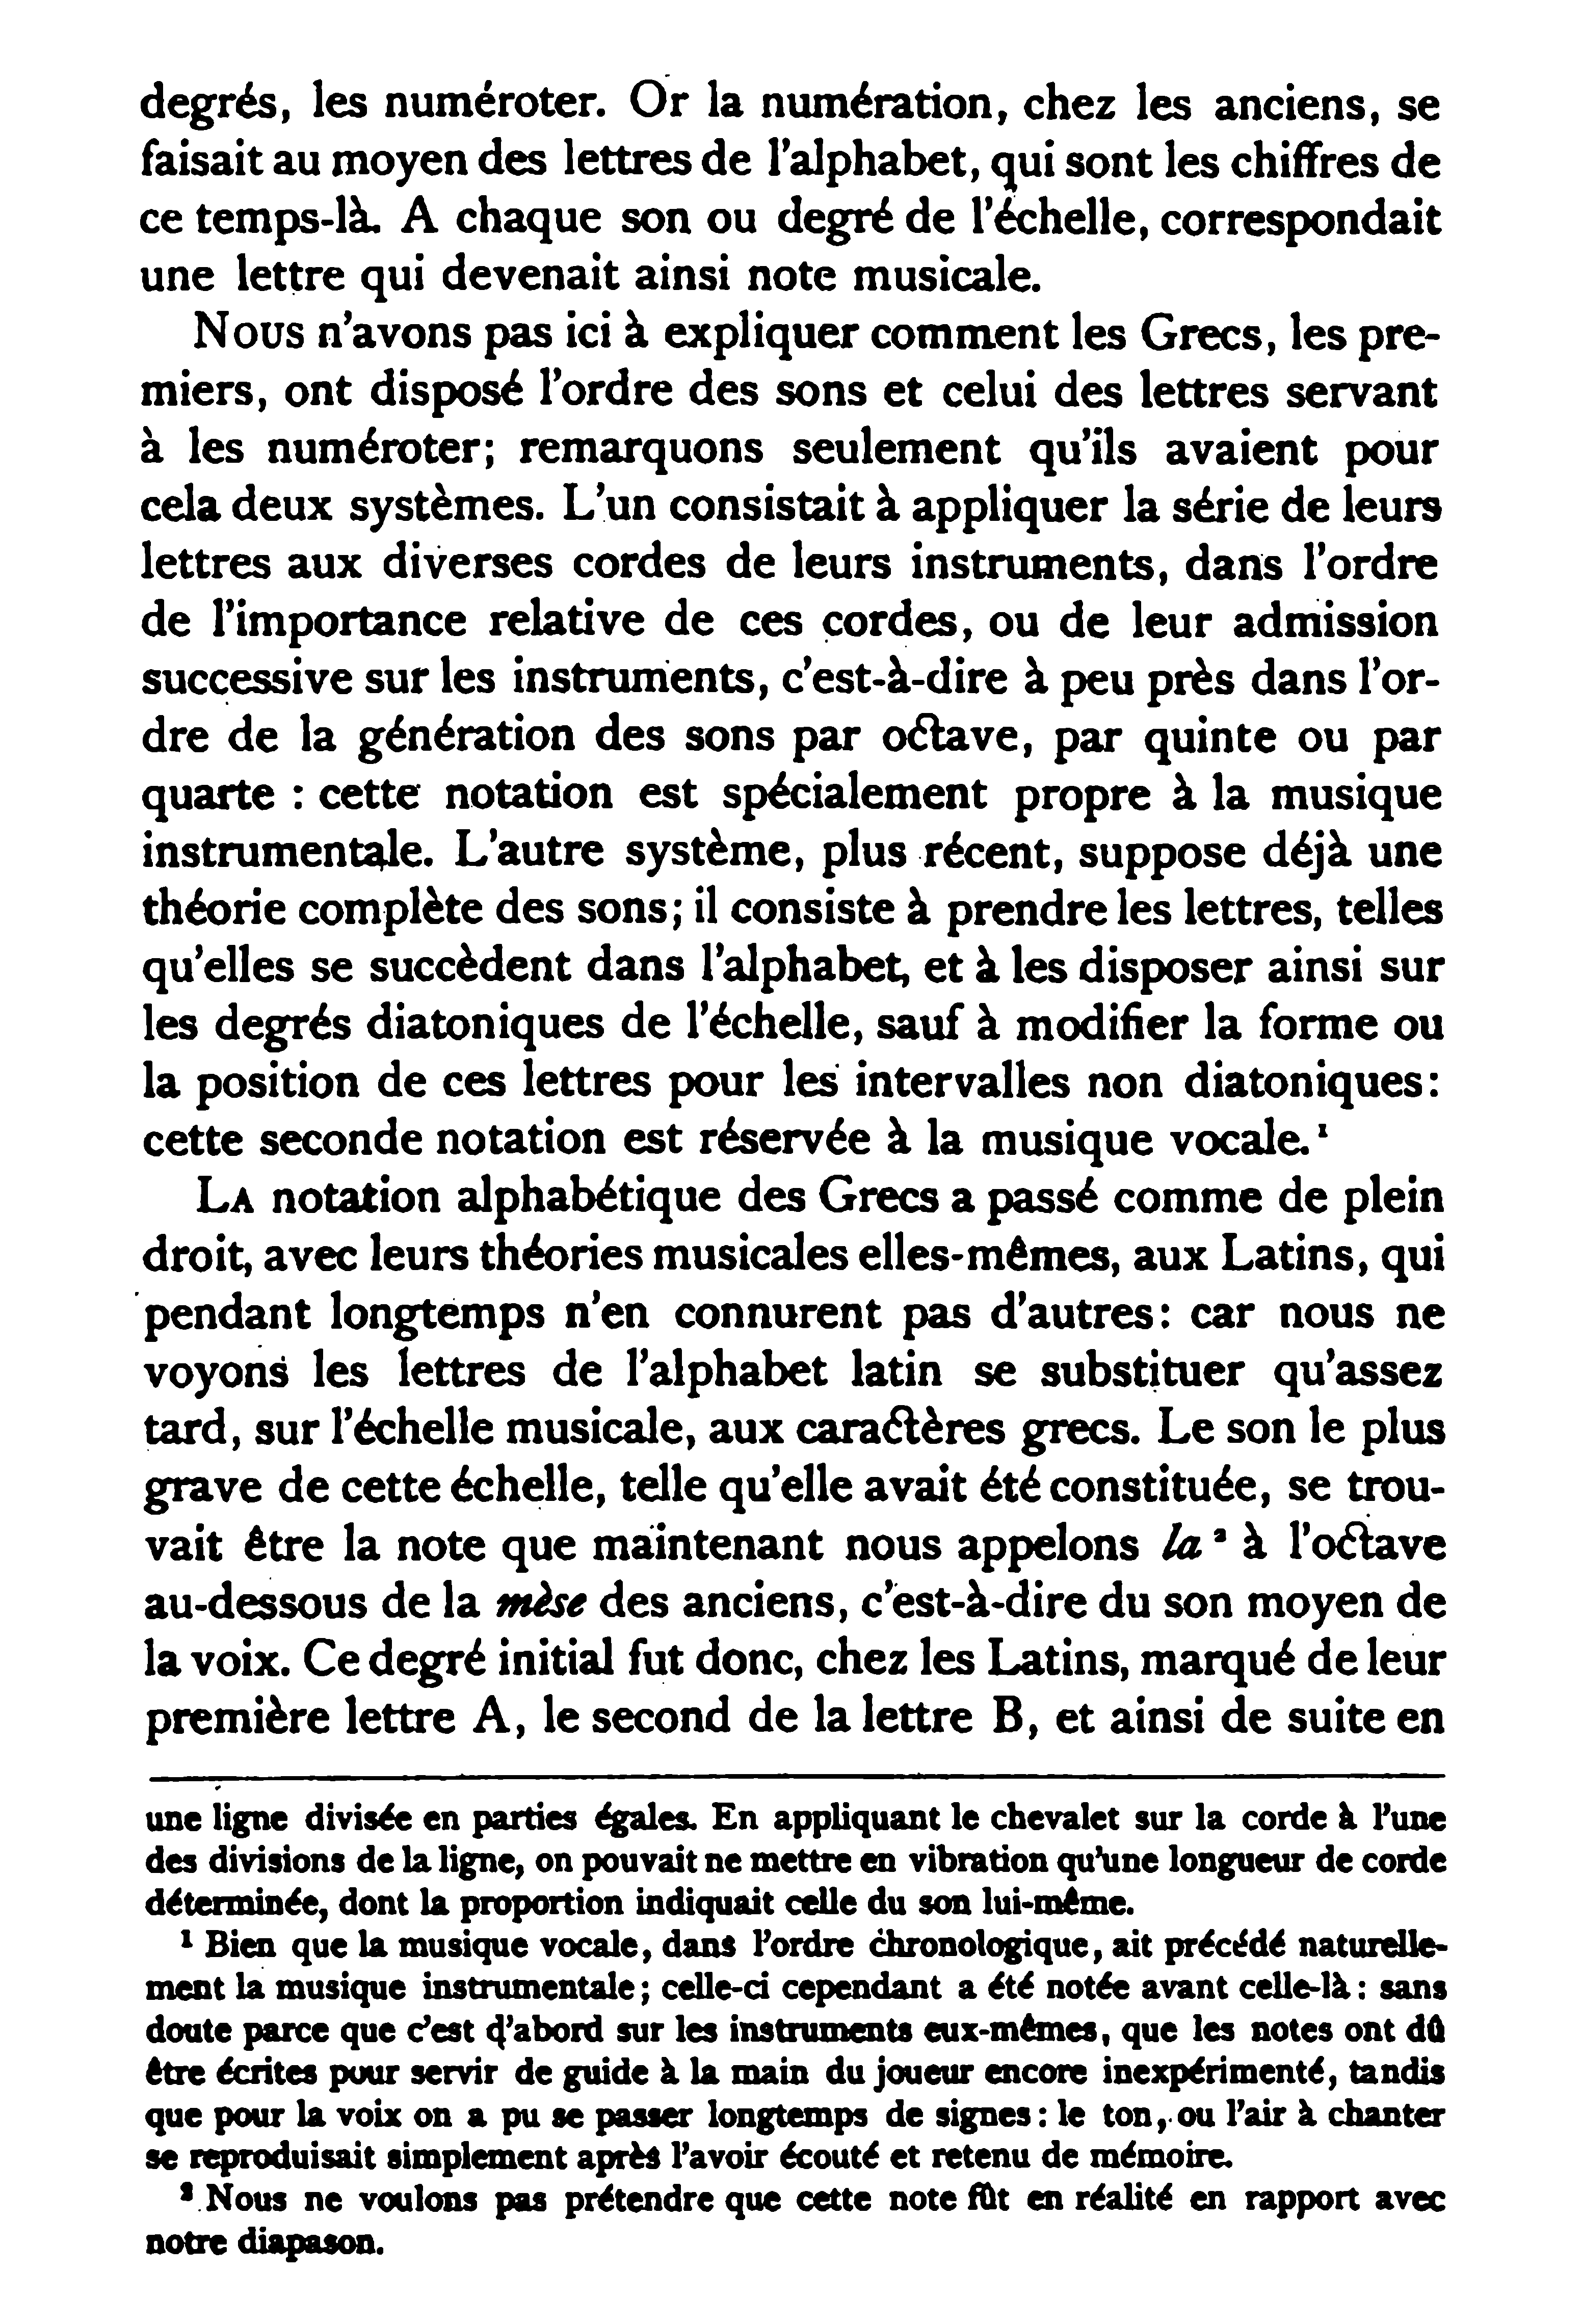 degrés, les numéroter. Or la numération, chez les anciens, se
faisait au moyen des lettres de l'alphabet, qui sont les chiffres de
ce temps-là. A chaque son ou degré de l'échelle, correspondait
une lettre qui devenait ainsi note musicale.
Nous n'avons pas ici à expliquer comment les Grecs, les pre-
miers, ont disposé l'ordre des sons et celui des lettres servant
à les numéroter; remarquons seulement qu'ils avaient pour
cela deux systèmes. L'un consistait à appliquer la série de leurs
lettres aux diverses cordes de leurs instruments, dans l'ordre
de l'importance relative de ces cordes, ou de leur admission
successive sur les instruments, c'est-à-dire à peu près dans l'or-
dre de la génération des sons par octave, par quinte ou par
quarte : cette notation est spécialement propre à la musique
instrumentale. L'autre système, plus récent, suppose déjà une
théorie complète des sons; il consiste à prendre les lettres, telles
qu'elles se succèdent dans l'alphabet, et à les disposer ainsi sur
les degrés diatoniques de l'échelle, sauf à modifier la forme ou
la position de ces lettres pour les intervalles non diatoniques:
cette seconde notation est réservée à la musique vocale.¹
LA notation alphabétique des Grecs a passé comme de plein
droit, avec leurs théories musicales elles-mêmes, aux Latins, qui
pendant longtemps n'en connurent pas d'autres: car nous ne
voyons les lettres de l'alphabet latin se substituer qu'assez
tard, sur l'échelle musicale, aux caractères grecs. Le son le plus
grave de cette échelle, telle qu'elle avait été constituée, se trou-
vait être la note que maintenant nous appelons la ² à l'octave
au-dessous de la mèse des anciens, c'est-à-dire du son moyen de
la voix. Ce degré initial fut donc, chez les Latins, marqué de leur
première lettre A, le second de la lettre B, et ainsi de suite en
une ligne divisée en parties égales. En appliquant le chevalet sur la corde à l'une
des divisions de la ligne, on pouvait ne mettre en vibration qu'une longueur de corde
déterminée, dont la proportion indiquait celle du son lui-même.
¹ Bien que la musique vocale, dans l'ordre chronologique, ait précédé naturelle-
ment la musique instrumentale; celle-ci cependant a été notée avant celle-là : sans
doute parce que c'est d'abord sur les instruments eux-mêmes, que les notes ont dû
être écrites pour servir de guide à la main du joueur encore inexpérimenté, tandis
que pour la voix on a pu se passer longtemps de signes : le ton, ou l'air à chanter
se reproduisait simplement après l'avoir écouté et retenu de mémoire.
² Nous ne voulons pas prétendre que cette note fût en réalité en rapport avec
notre diapason.